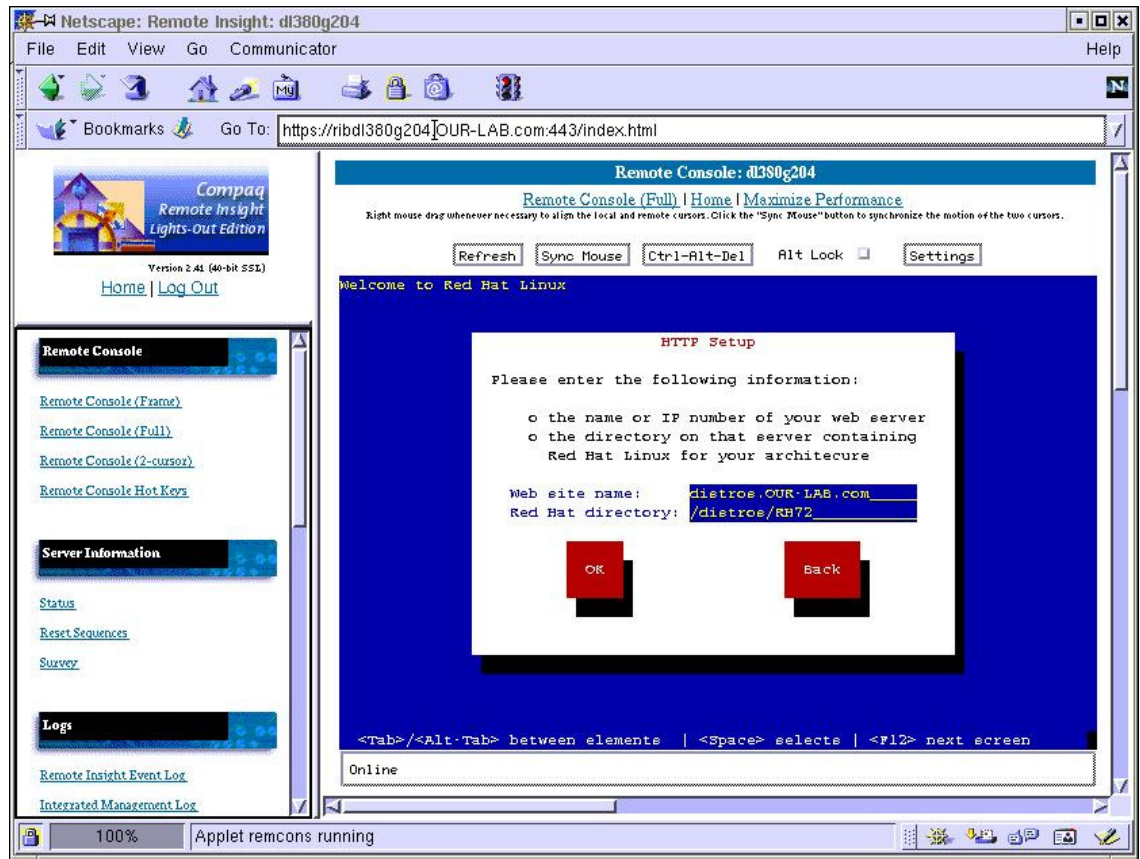 Netscape: Remote Insight: dl380g204
File Edit View Go Communicator Help
My
N
Bookmarks Go To: https://ribdl380g204.OUR-LAB.com:443/index.html
Compaq
Remote Insight
Lights-Out Edition
Version 2.41 (40-bit SSL)
Home | Log Out
Remote Console
Remote Console (Frame)
Remote Console (Full)
Remote Console (2-cursor)
Remote Console Hot Keys
Server Information
Status
Reset Sequences
Survey
Logs
Remote Insight Event Log
Integrated Management Log
Remote Console: dl380g204
Remote Console (Full) | Home | Maximize Performance
Right mouse drag whenever necessary to align the local and remote cursors. Click the "Sync Mouse" button to synchronize the motion of the two cursors.
Refresh Sync Mouse Ctrl-Alt-Del Alt Lock Settings
Welcome to Red Hat Linux
HTTP Setup
Please enter the following information:
o the name or IP number of your web server
o the directory on that server containing
Red Hat Linux for your architecure
Web site name: distros.OUR-LAB.com
Red Hat directory: /distros/RH72
OK Back
<Tab>/<Alt-Tab> between elements | <Space> selects | <F12> next screen
Online
100% Applet remcons running